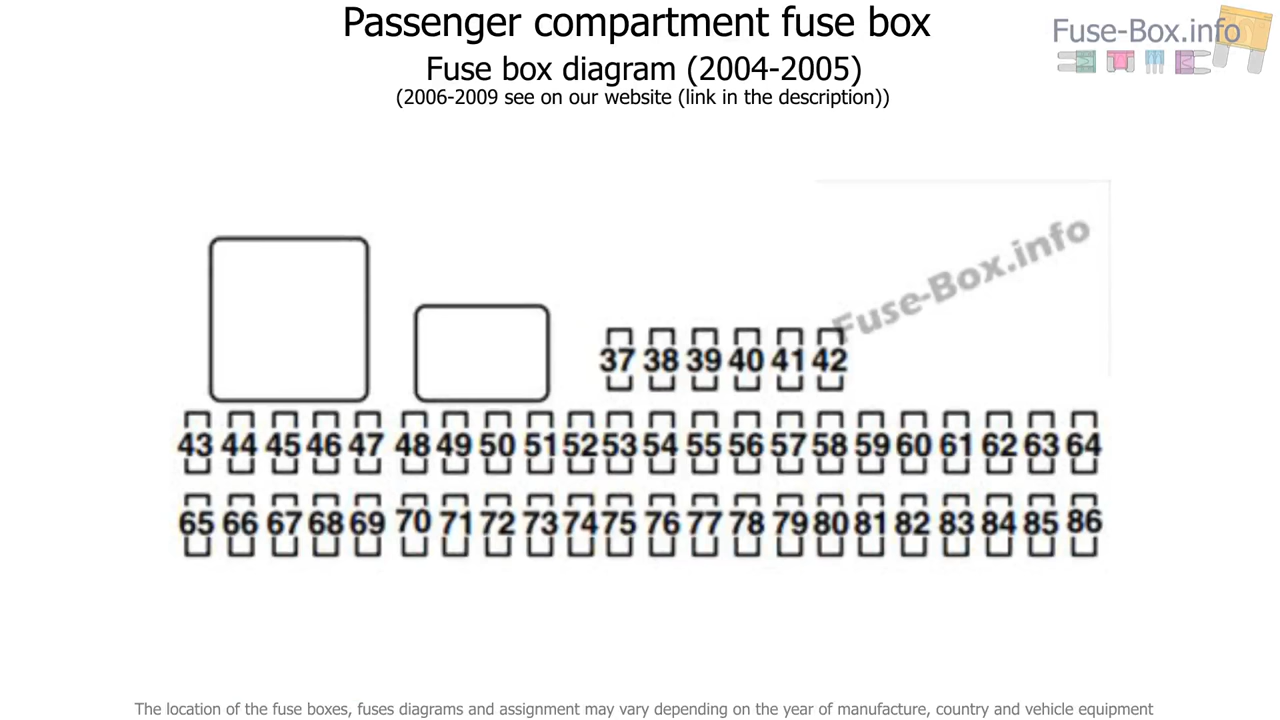 Passenger compartment fuse box
Fuse-Box.info
Fuse box diagram (2004-2005)
(2006-2009 see on our website (link in the description))
Fuse-Box.info
37 38 39 40 41 42
43 44 45 46 47 48 49 50 51 52 53 54 55 56 57 58 59 60 61 62 63 64
65 66 67 68 69 70 71 72 73 74 75 76 77 78 79 80 81 82 83 84 85 86
The location of the fuse boxes, fuses diagrams and assignment may vary depending on the year of manufacture, country and vehicle equipment